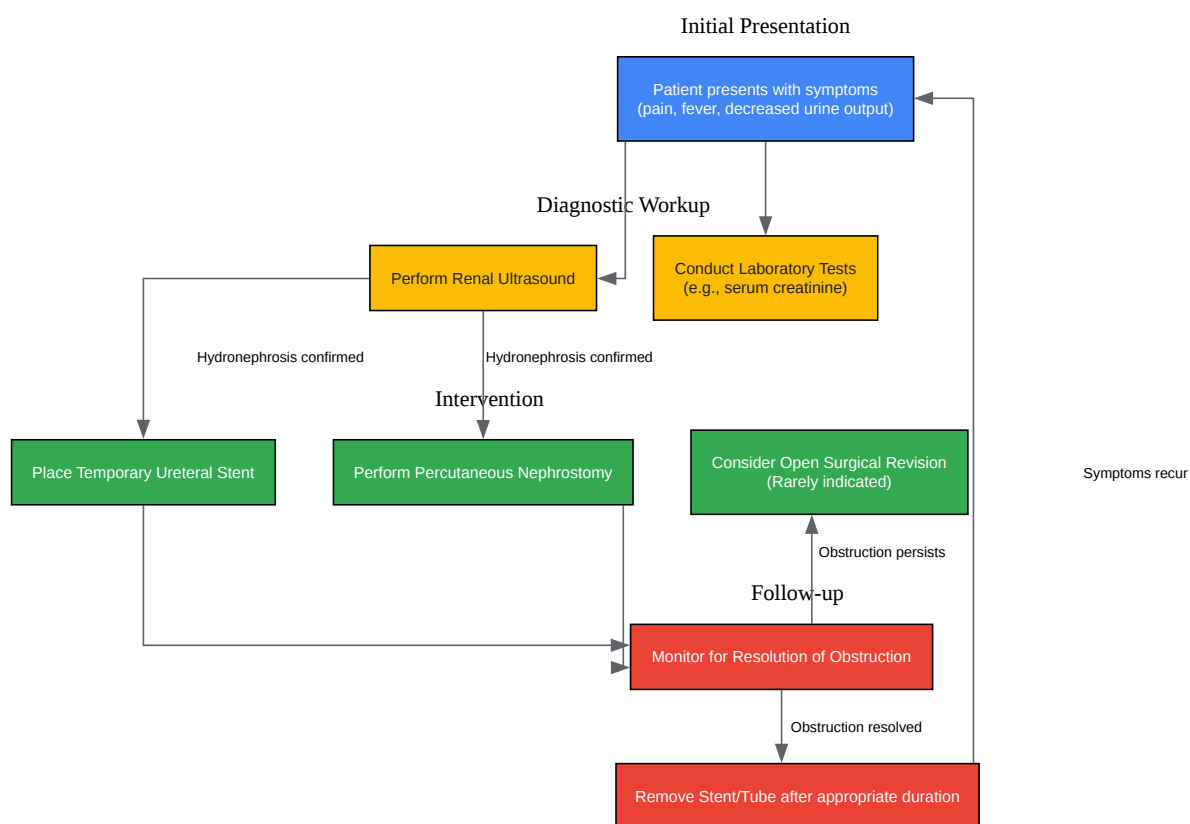 Initial Presentation
Patient presents with symptoms
(pain, fever, decreased urine output)
Diagnostic Workup
Perform Renal Ultrasound
Conduct Laboratory Tests
(e.g., serum creatinine)
Hydronephrosis confirmed
Hydronephrosis confirmed
Intervention
Place Temporary Ureteral Stent
Perform Percutaneous Nephrostomy
Consider Open Surgical Revision
(Rarely indicated)
Symptoms recur
Obstruction persists
Follow-up
Monitor for Resolution of Obstruction
Obstruction resolved
Remove Stent/Tube after appropriate duration